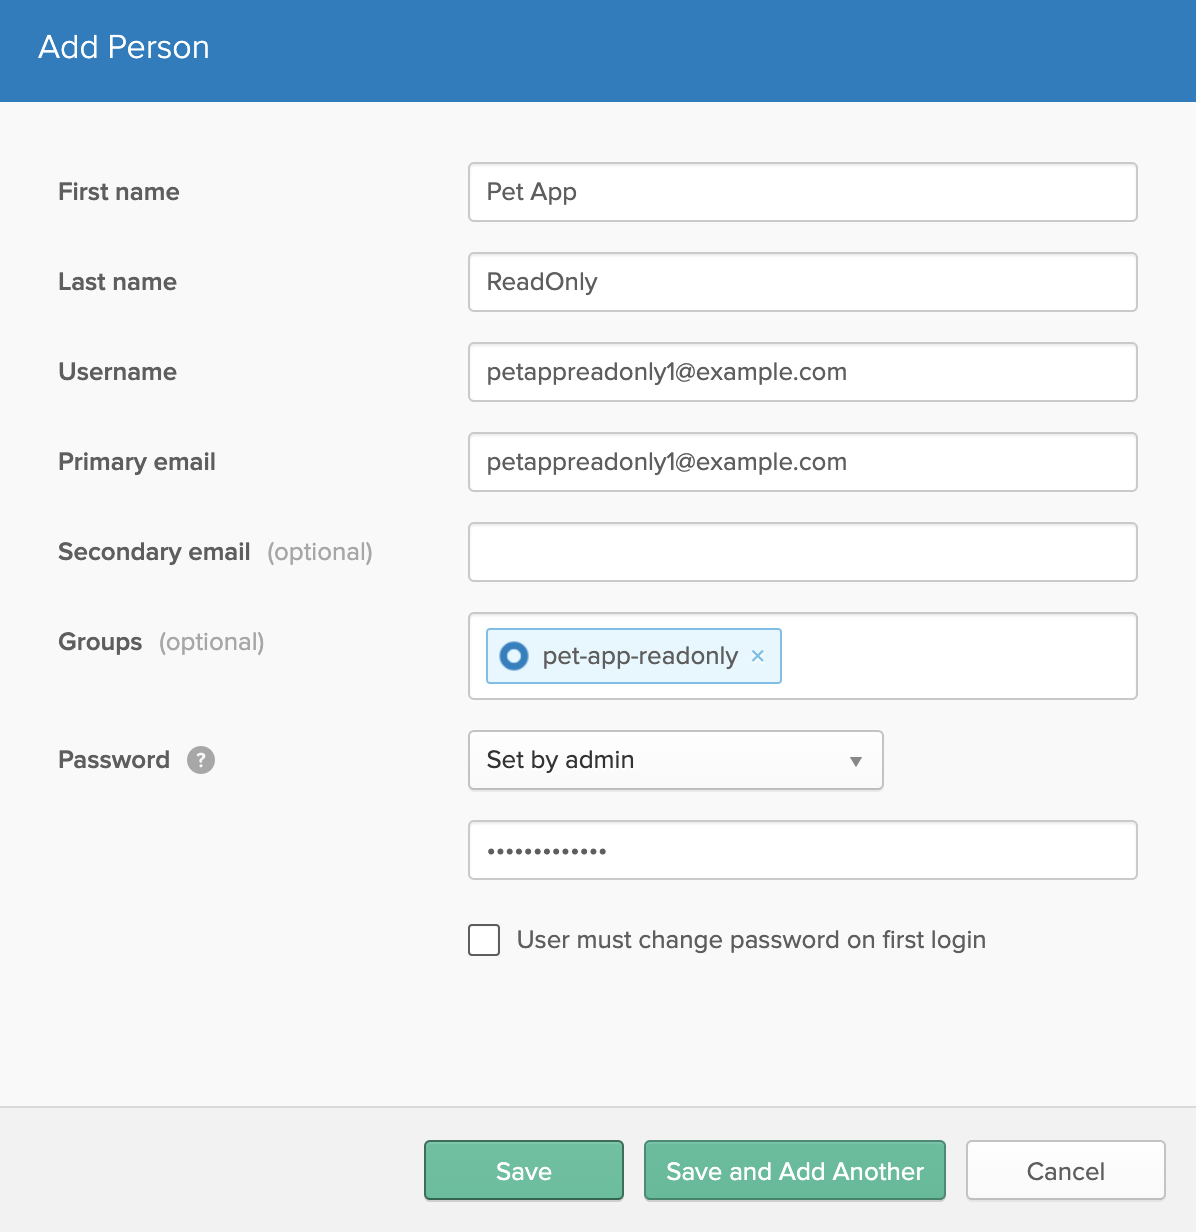 Add Person
First name
Pet App
Last name
ReadOnly
Username
petappreadonly1@example.com
Primary email
petappreadonly1@example.com
Secondary email (optional)
Groups (optional)
pet-app-readonly ×
Password ?
Set by admin ▼
•••••••••••••
User must change password on first login
Save
Save and Add Another
Cancel